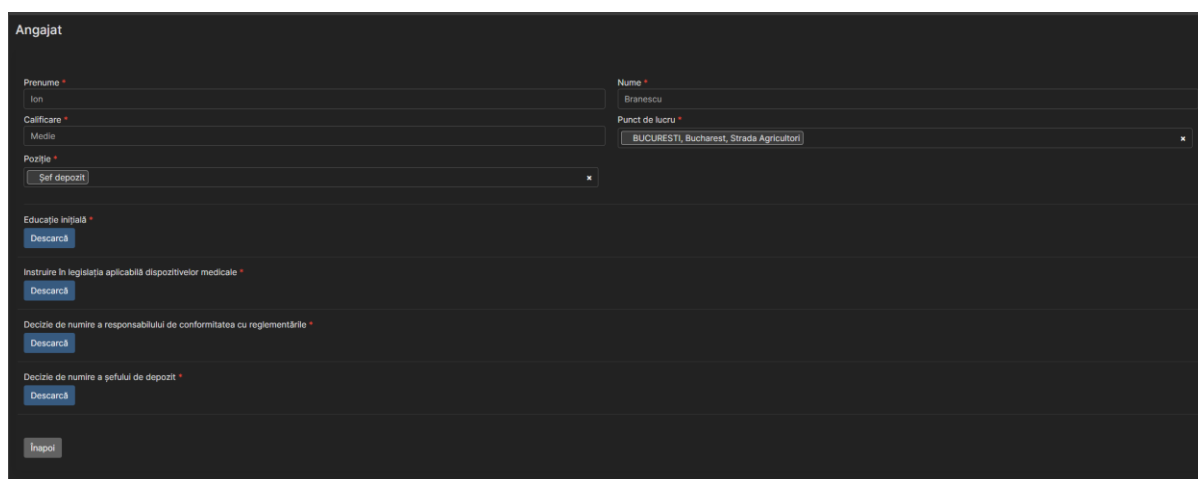 Angajat
Prenume *
Nume *
Ion
Branescu
Calificare *
Punct de lucru *
Medie
BUCURESTI, Bucharest, Strada Agricultori ×
Poziție *
Șef depozit ×
Educație inițială *
Descarcă
Instruire în legislația aplicabilă dispozitivelor medicale *
Descarcă
Decizie de numire a responsabilului de conformitatea cu reglementările *
Descarcă
Decizie de numire a șefului de depozit *
Descarcă
Înapoi